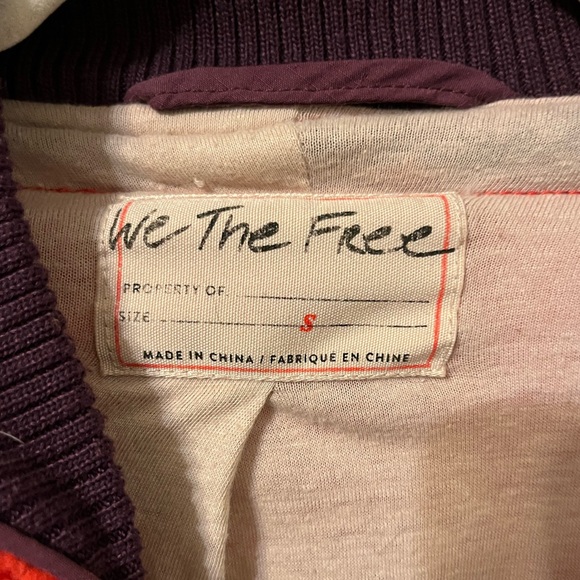 We The Free
PROPERTY OF
SIZE S
MADE IN CHINA / FABRIQUÉ EN CHINE